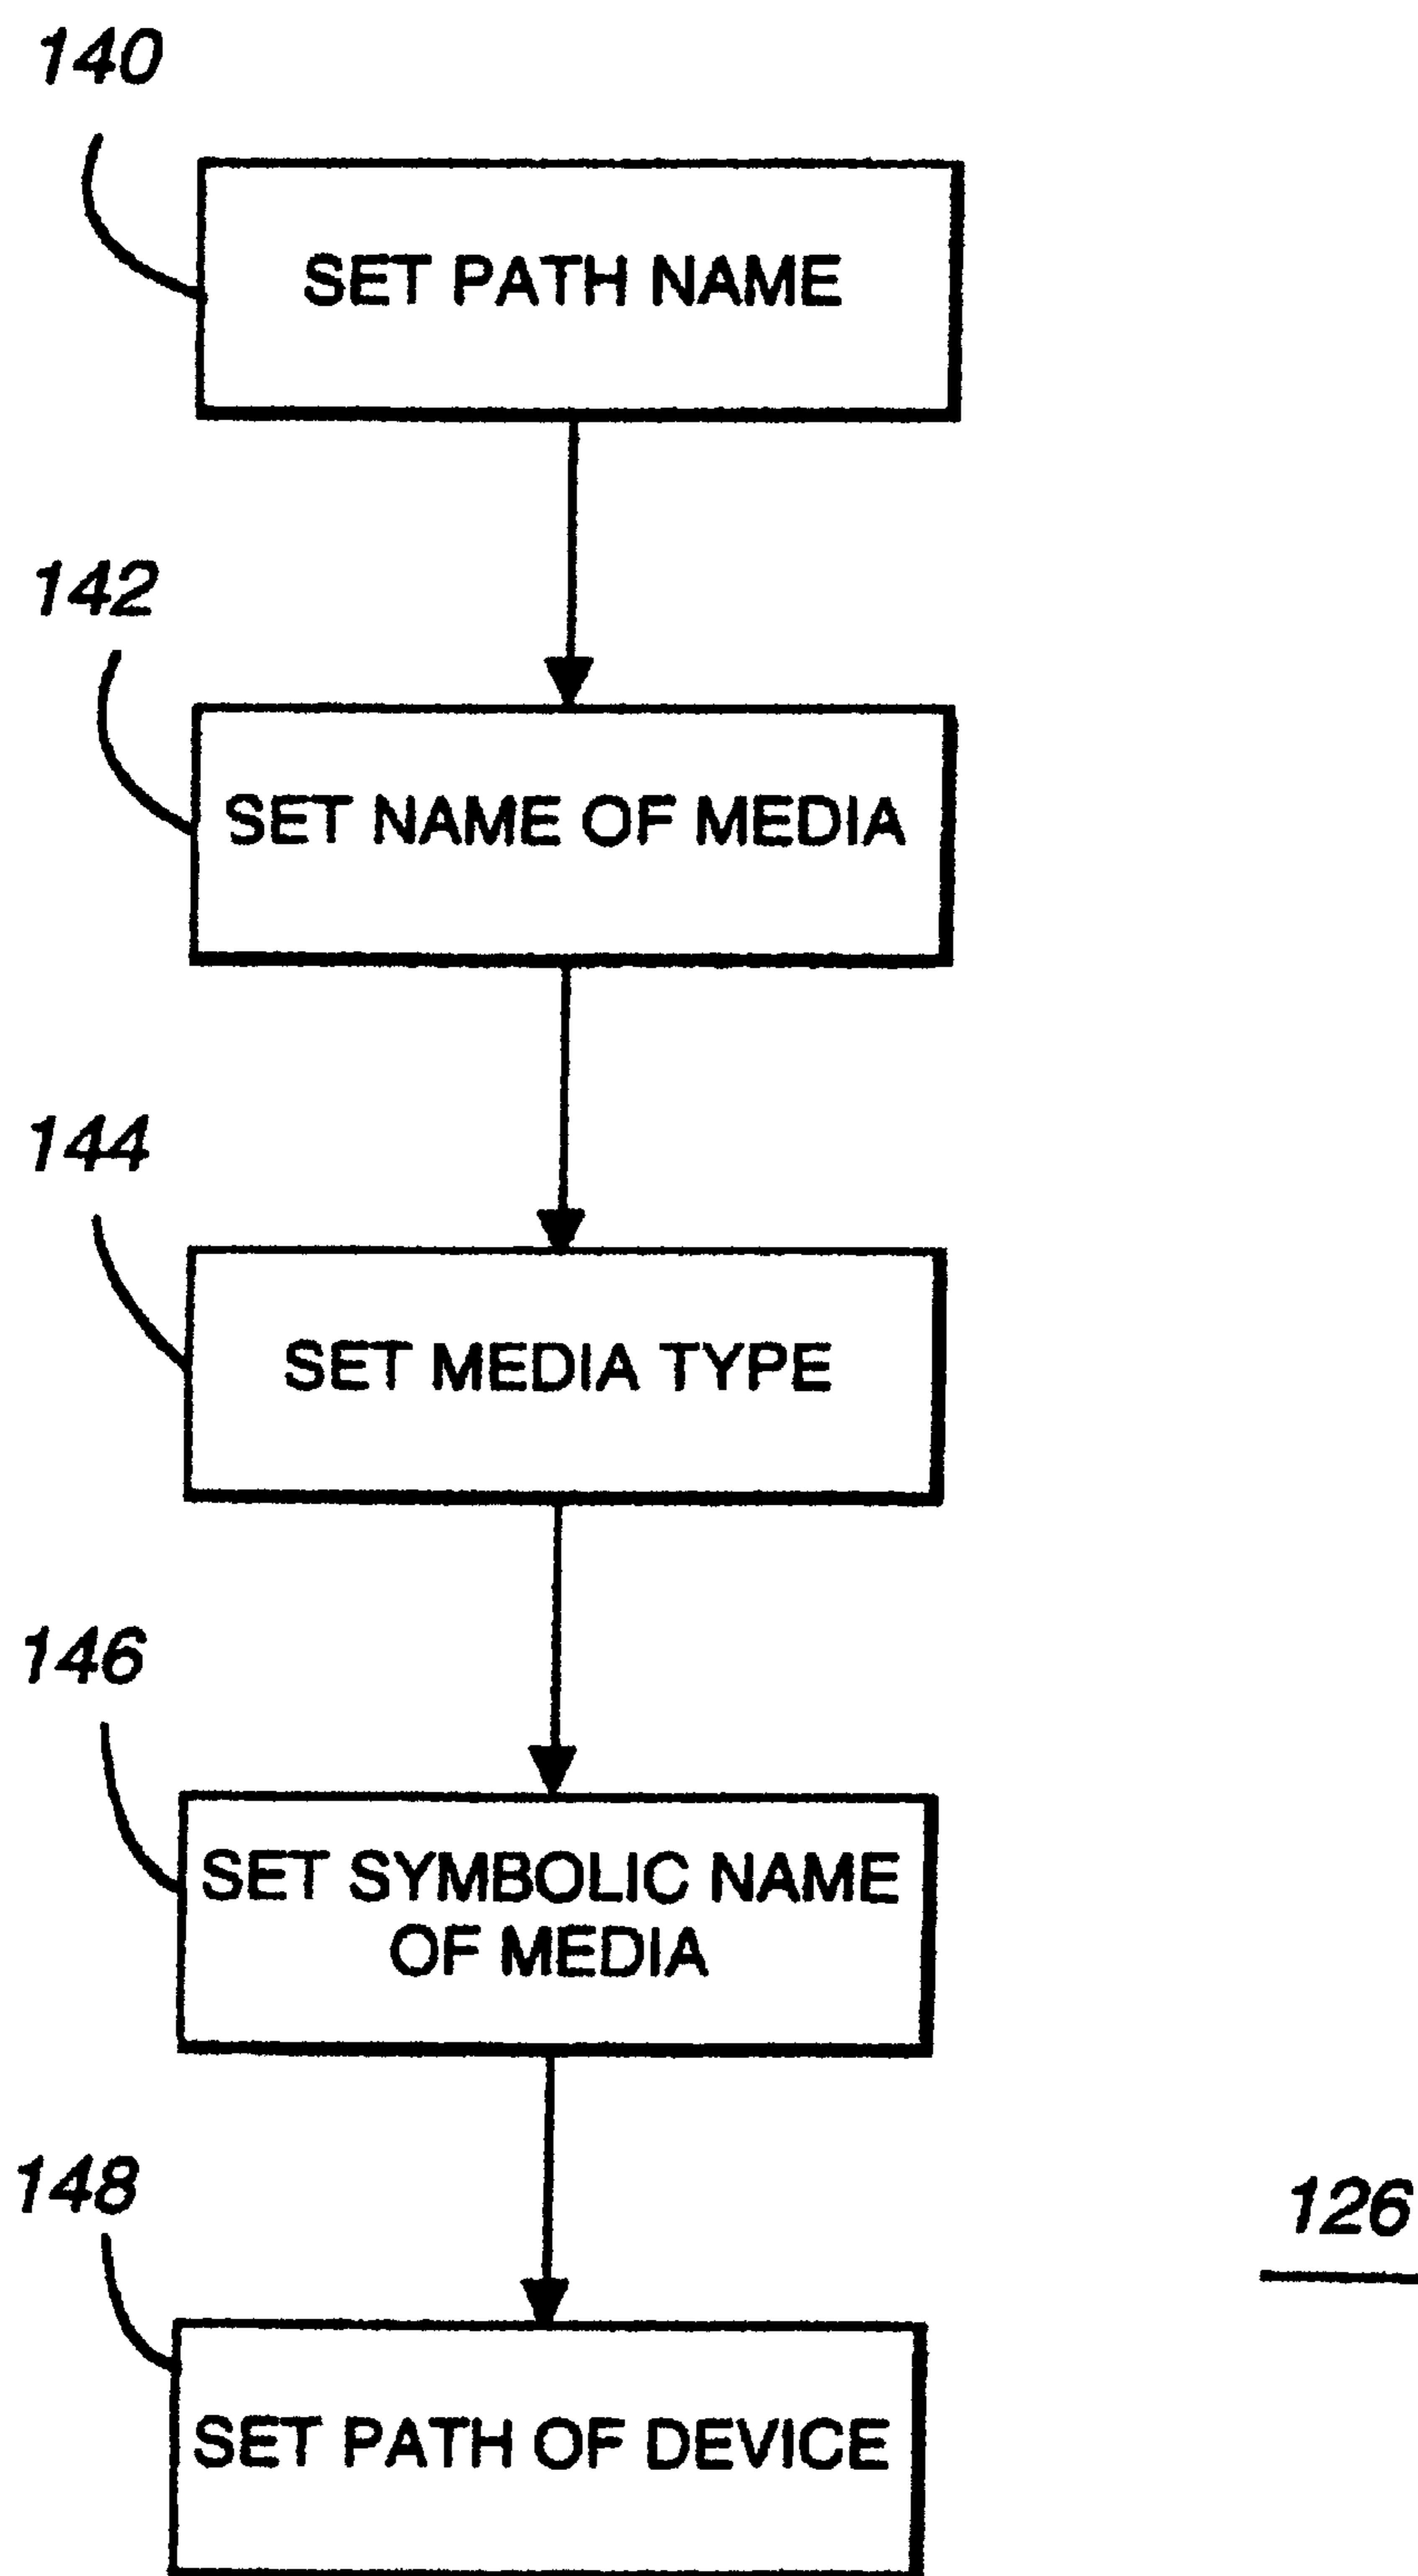 140
SET PATH NAME
142
SET NAME OF MEDIA
144
SET MEDIA TYPE
146
SET SYMBOLIC NAME
OF MEDIA
148
126
SET PATH OF DEVICE